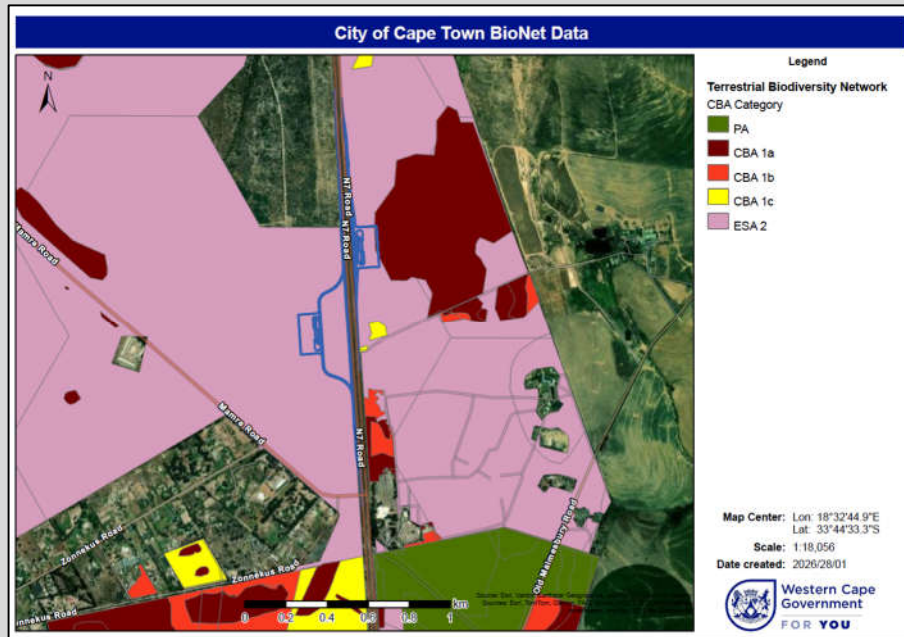 City of Cape Town BioNet Data
N
N7 Road
N7 Road
N7 Road
Mamre Road
Mamre Road
Zonnekus Road
Zonnekus Road
Old Malmesbury Road
0 0.2 0.4 0.6 0.8 1
km
Legend
Terrestrial Biodiversity Network
CBA Category
PA
CBA 1a
CBA 1b
CBA 1c
ESA 2
Map Center: Lon: 18°32'44.9"E
Lat: 33°44'33.3"S
Scale: 1:18,056
Date created: 2026/28/01
Western Cape
Government
FOR YOU